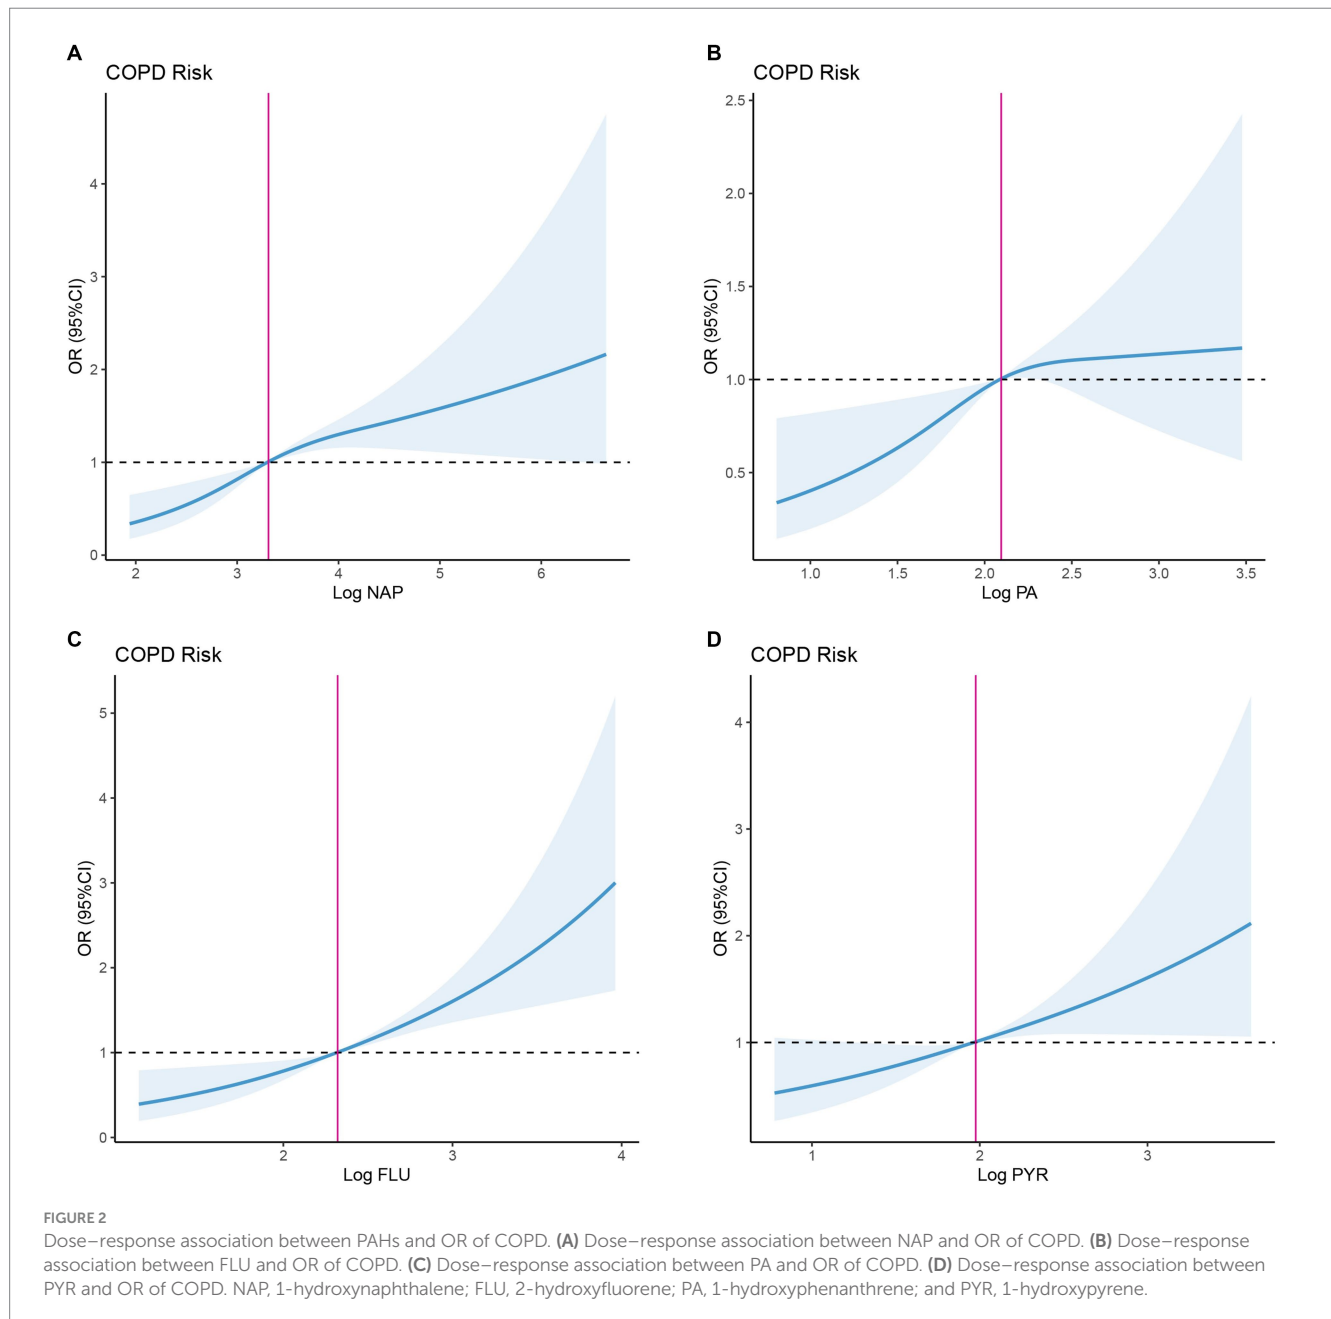 A
COPD Risk
OR (95%CI)
4
3
2
1
0
2 3 4 5 6
Log NAP
B
COPD Risk
OR (95%CI)
2.5
2.0
1.5
1.0
0.5
1.0 1.5 2.0 2.5 3.0 3.5
Log PA
C
COPD Risk
OR (95%CI)
5
4
3
2
1
0
2 3 4
Log FLU
D
COPD Risk
OR (95%CI)
4
3
2
1
1 2 3
Log PYR
FIGURE 2
Dose–response association between PAHs and OR of COPD. (A) Dose–response association between NAP and OR of COPD. (B) Dose–response
association between FLU and OR of COPD. (C) Dose–response association between PA and OR of COPD. (D) Dose–response association between
PYR and OR of COPD. NAP, 1-hydroxynaphthalene; FLU, 2-hydroxyfluorene; PA, 1-hydroxyphenanthrene; and PYR, 1-hydroxypyrene.